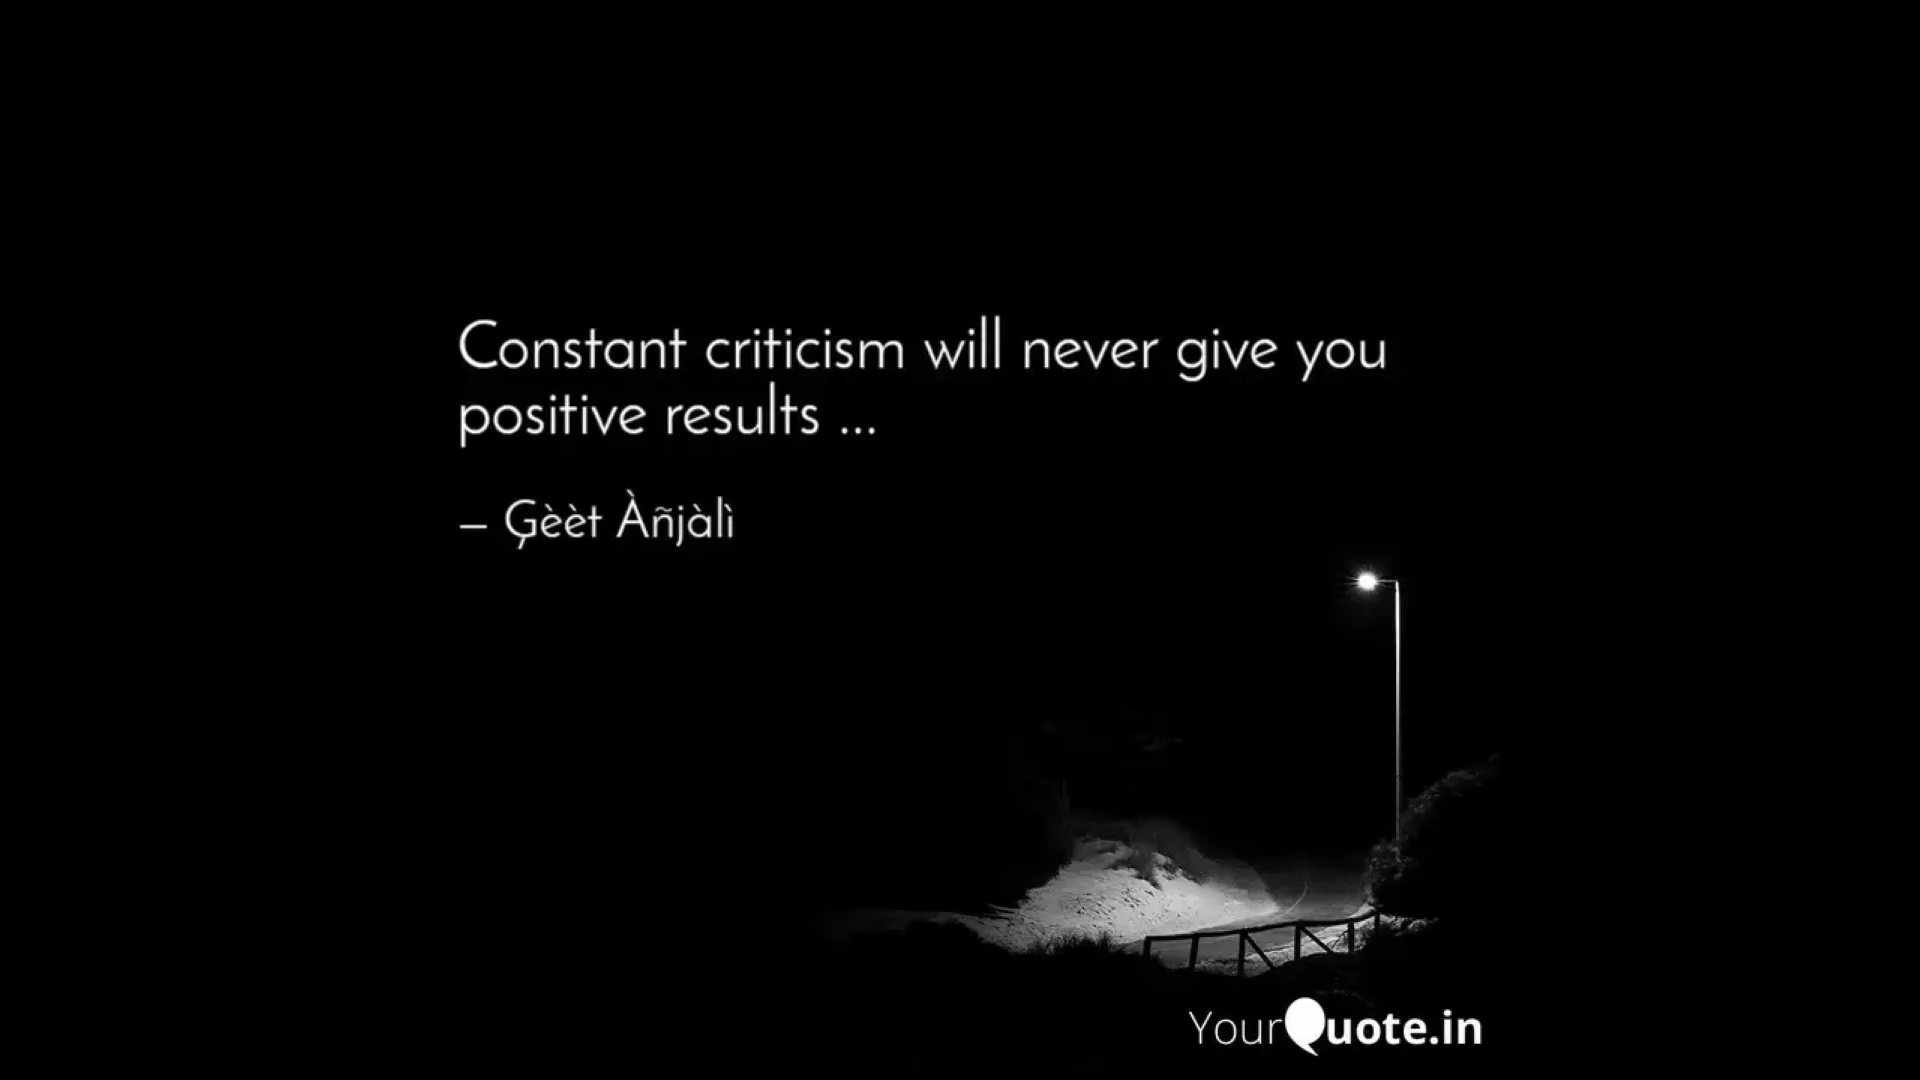 Constant criticism will never give you
positive results ...
– Ģèèt Àñjàlì
YourQuote.in